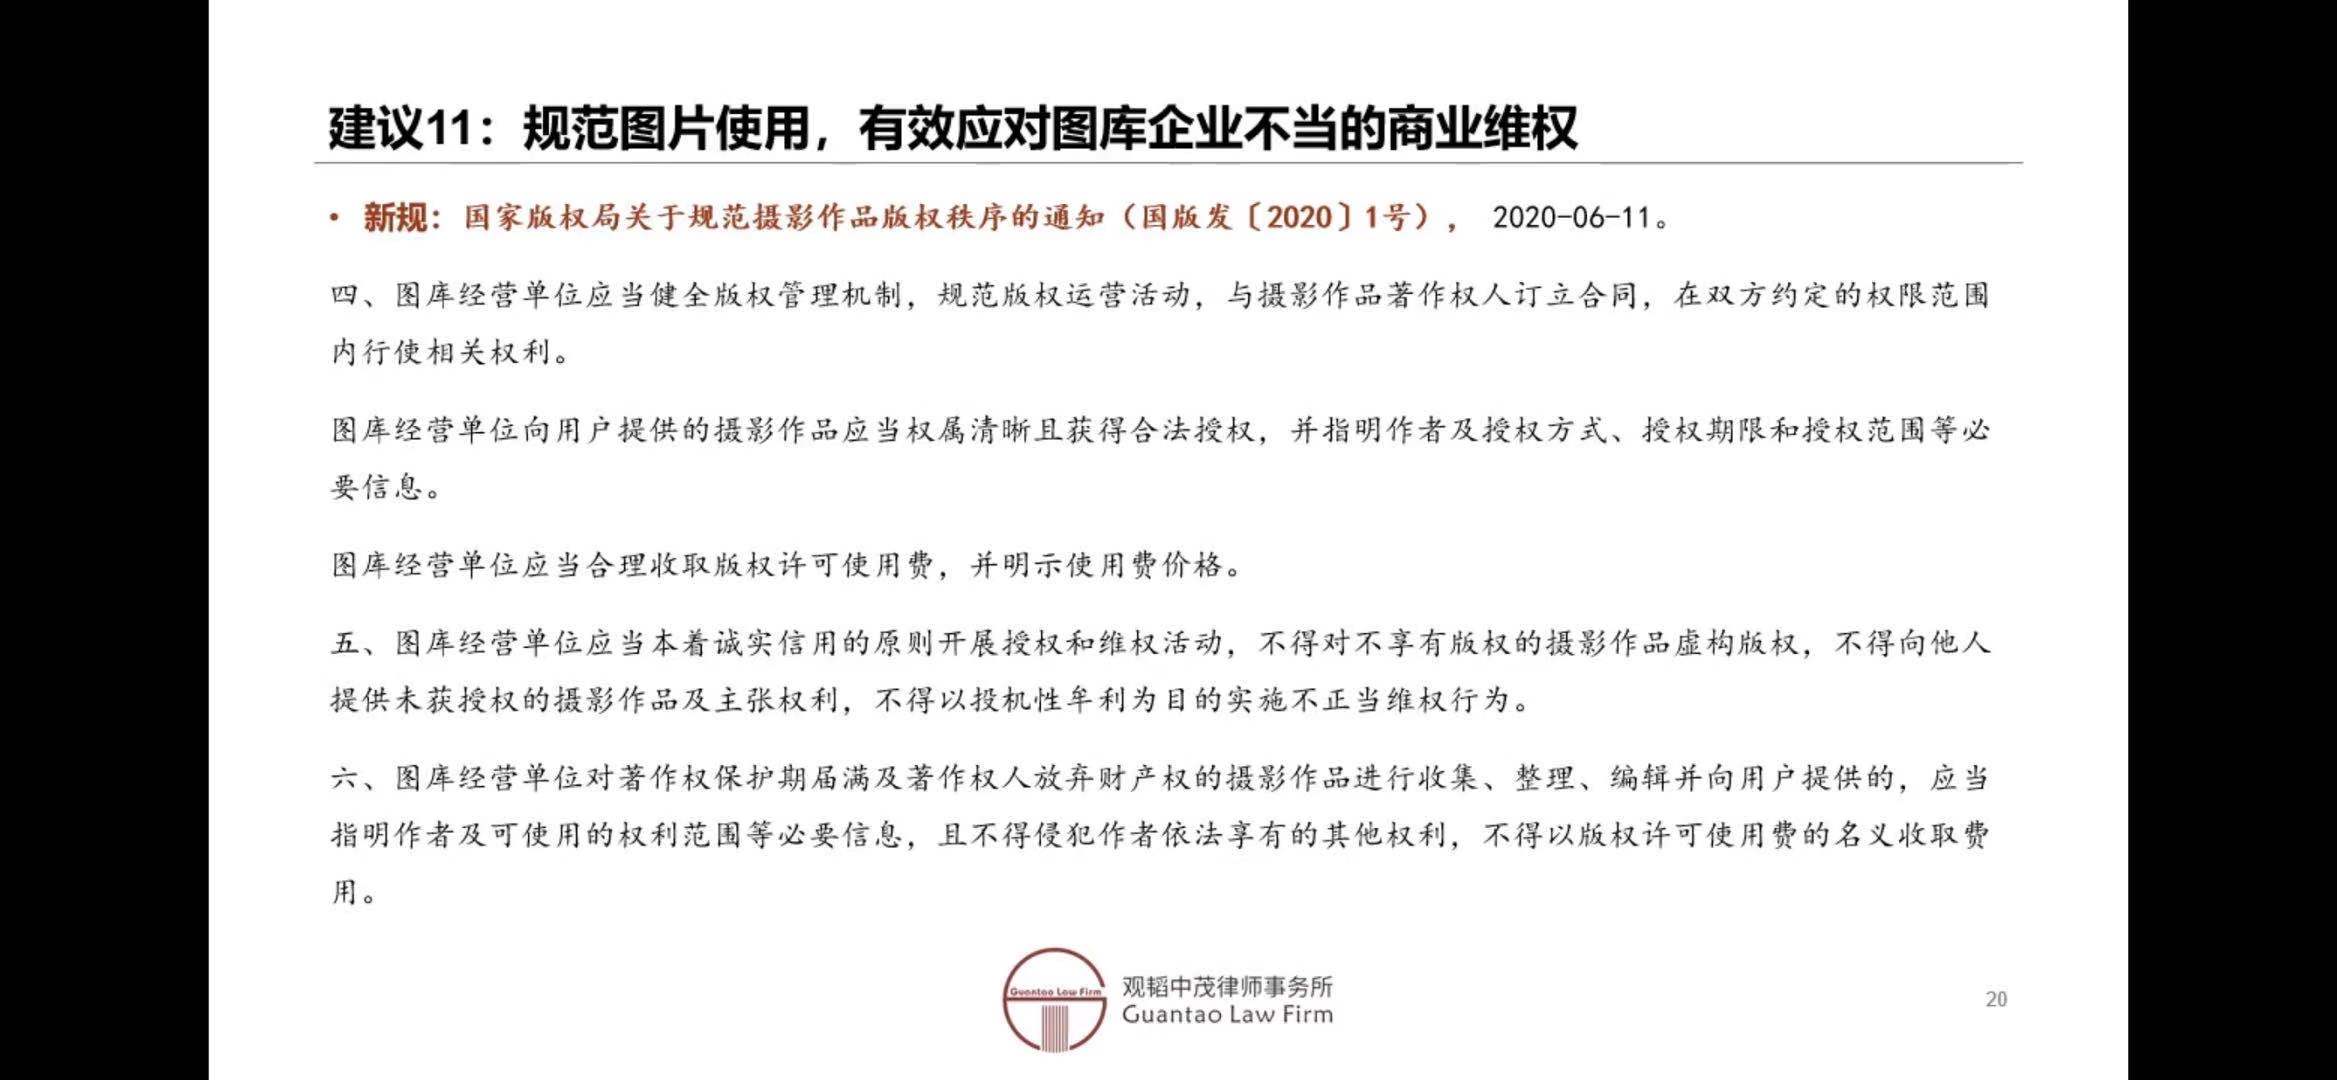 建议11：规范图片使用，有效应对图库企业不当的商业维权
• 新规：国家版权局关于规范摄影作品版权秩序的通知（国版发〔2020〕1号）， 2020-06-11。
四、图库经营单位应当健全版权管理机制，规范版权运营活动，与摄影作品著作权人订立合同，在双方约定的权限范围
内行使相关权利。
图库经营单位向用户提供的摄影作品应当权属清晰且获得合法授权，并指明作者及授权方式、授权期限和授权范围等必
要信息。
图库经营单位应当合理收取版权许可使用费，并明示使用费价格。
五、图库经营单位应当本着诚实信用的原则开展授权和维权活动，不得对不享有版权的摄影作品虚构版权，不得向他人
提供未获授权的摄影作品及主张权利，不得以投机性牟利为目的实施不正当维权行为。
六、图库经营单位对著作权保护期届满及著作权人放弃财产权的摄影作品进行收集、整理、编辑并向用户提供的，应当
指明作者及可使用的权利范围等必要信息，且不得侵犯作者依法享有的其他权利，不得以版权许可使用费的名义收取费
用。
Guantao Law Firm
观韬中茂律师事务所
Guantao Law Firm
20